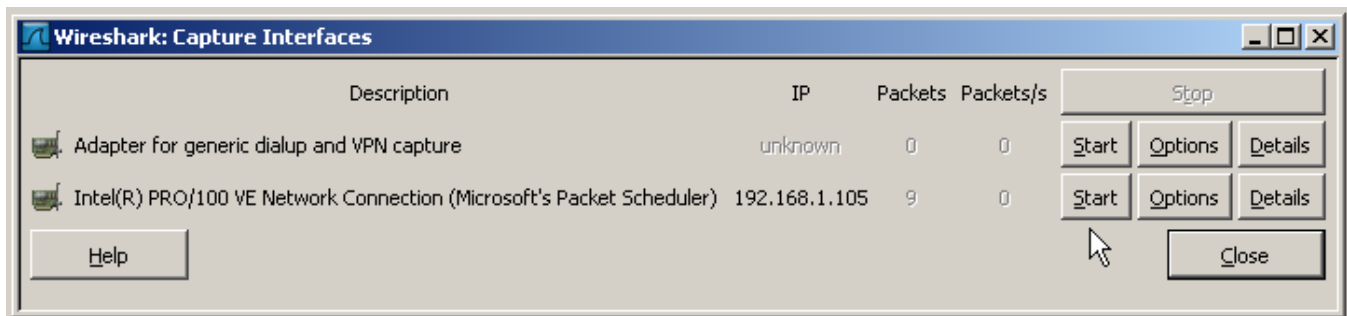 Wireshark: Capture Interfaces
Description IP Packets Packets/s Stop
Adapter for generic dialup and VPN capture unknown 0 0 Start Options Details
Intel(R) PRO/100 VE Network Connection (Microsoft's Packet Scheduler) 192.168.1.105 9 0 Start Options Details
Help Close